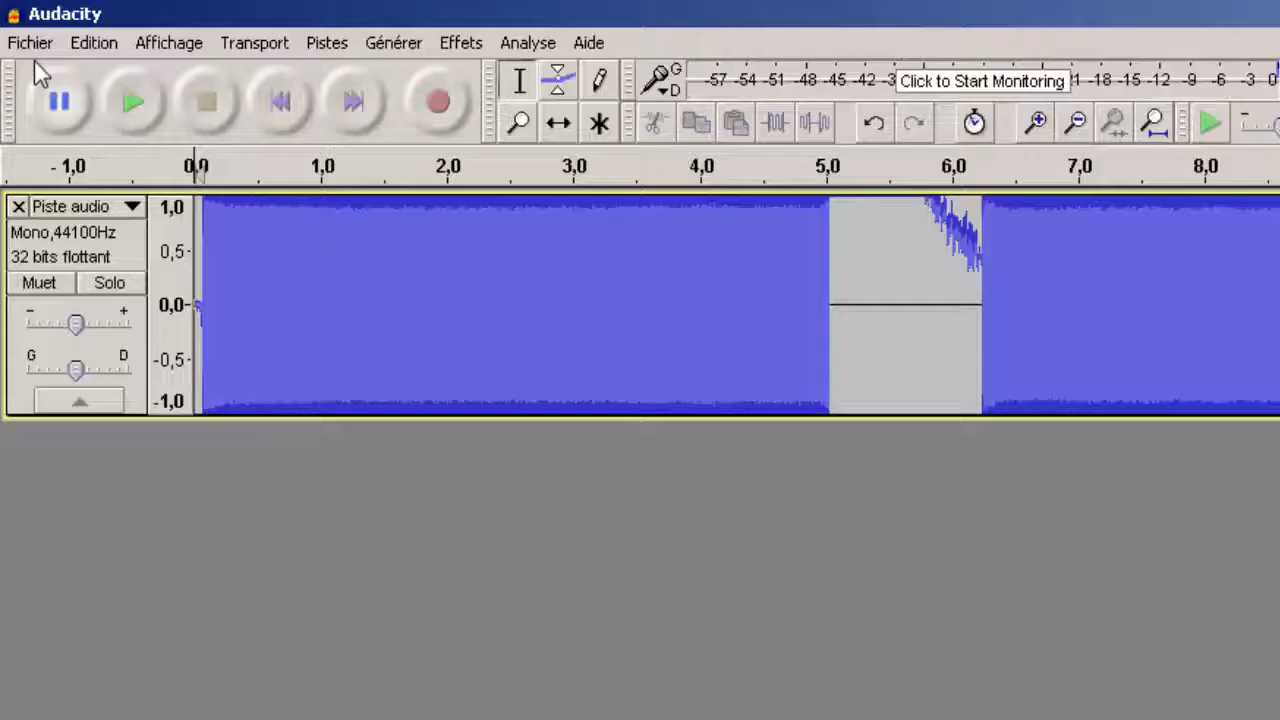 Audacity
Fichier Edition Affichage Transport Pistes Générer Effets Analyse Aide
G
D
-57 -54 -51 -48 -45 -42 -3 Click to Start Monitoring 1 -18 -15 -12 -9 -6 -3 0
- 1,0 0,0 1,0 2,0 3,0 4,0 5,0 6,0 7,0 8,0
Piste audio 1,0
Mono,44100Hz
0,5
32 bits flottant
Muet Solo
- + 0,0
G D -0,5
-1,0